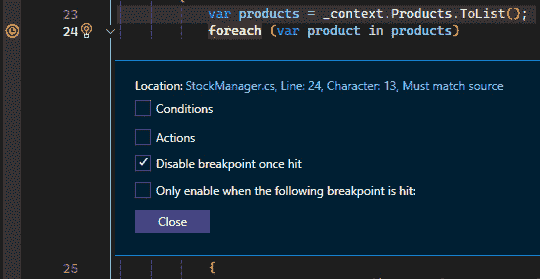 23 var products = _context.Products.ToList();
24 foreach (var product in products)
Location: StockManager.cs, Line: 24, Character: 13, Must match source
Conditions
Actions
Disable breakpoint once hit
Only enable when the following breakpoint is hit:
Close
25 {